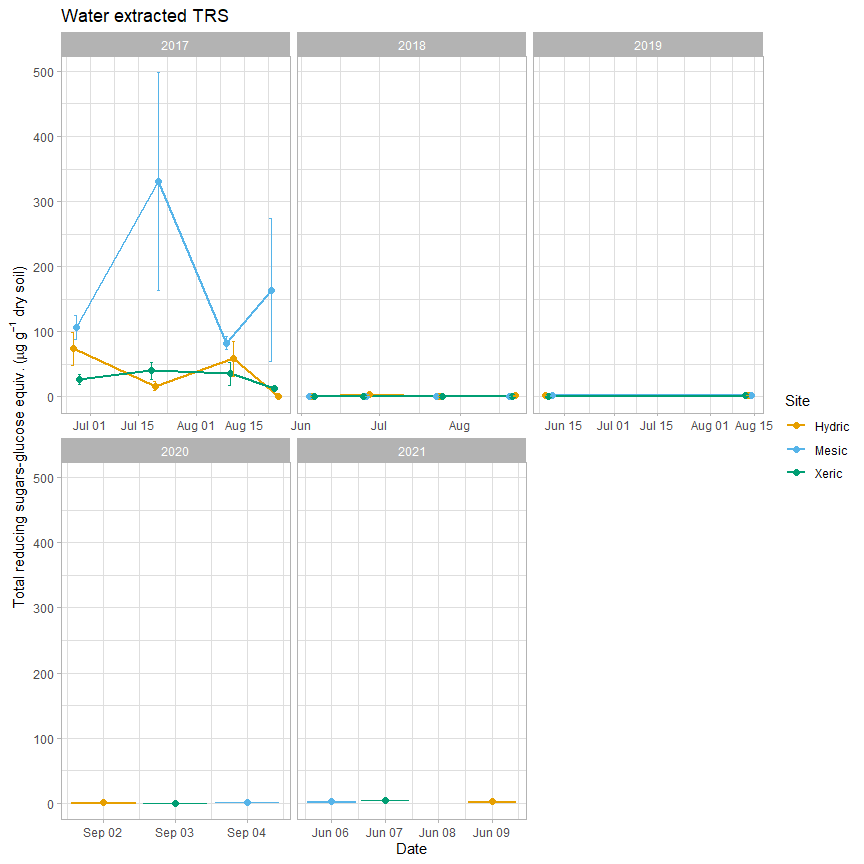 Water extracted TRS
2017
2018
2019
500
400
300
200
100
0
Jul 01 Jul 15 Aug 01 Aug 15
Jun Jul Aug
Jun 15 Jul 01 Jul 15 Aug 01 Aug 15
Total reducing sugars-glucose equiv. (μg g⁻¹ dry soil)
Site
Hydric
Mesic
Xeric
2020
2021
500
400
300
200
100
0
Sep 02 Sep 03 Sep 04
Jun 06 Jun 07 Jun 08 Jun 09
Date